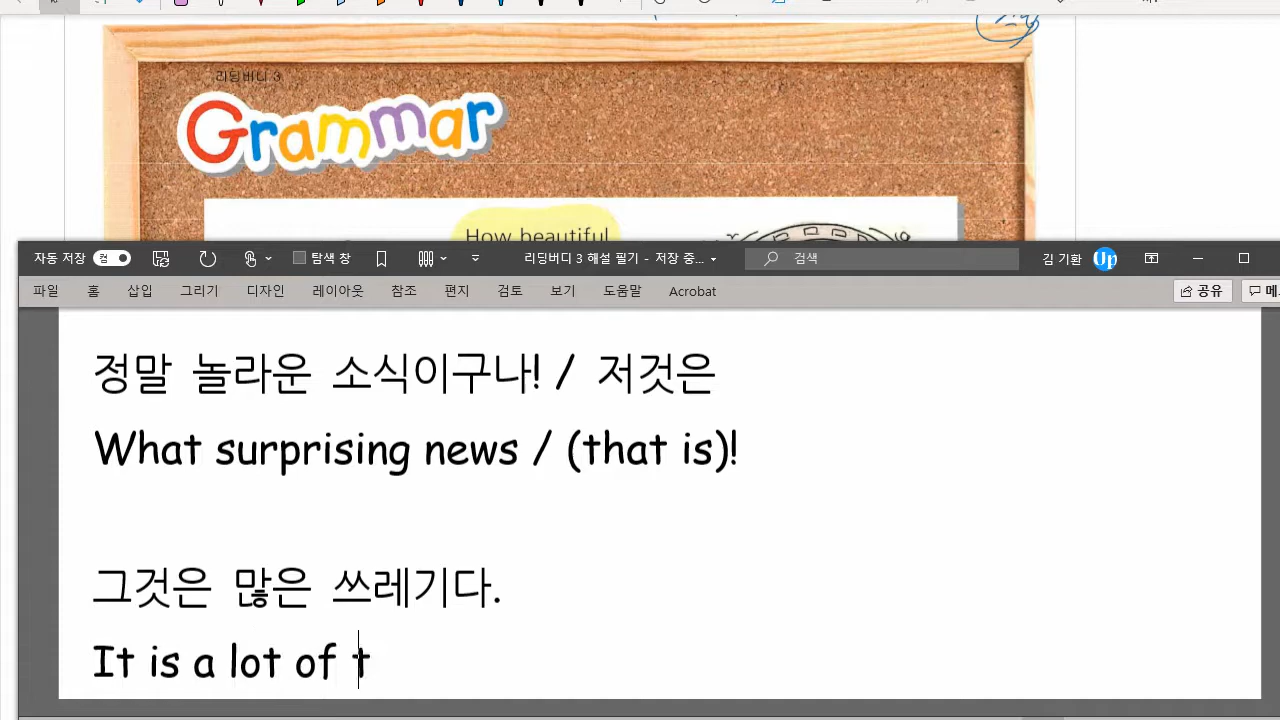 리딩버디 3
Grammar
How beautiful
자동 저장 컴 탐색 창 리딩버디 3 해설 필기 - 저장 중... 검색 김 기환 Up
파일 홈 삽입 그리기 디자인 레이아웃 참조 편지 검토 보기 도움말 Acrobat 공유 메
정말 놀라운 소식이구나! / 저것은
What surprising news / (that is)!
그것은 많은 쓰레기다.
It is a lot of t